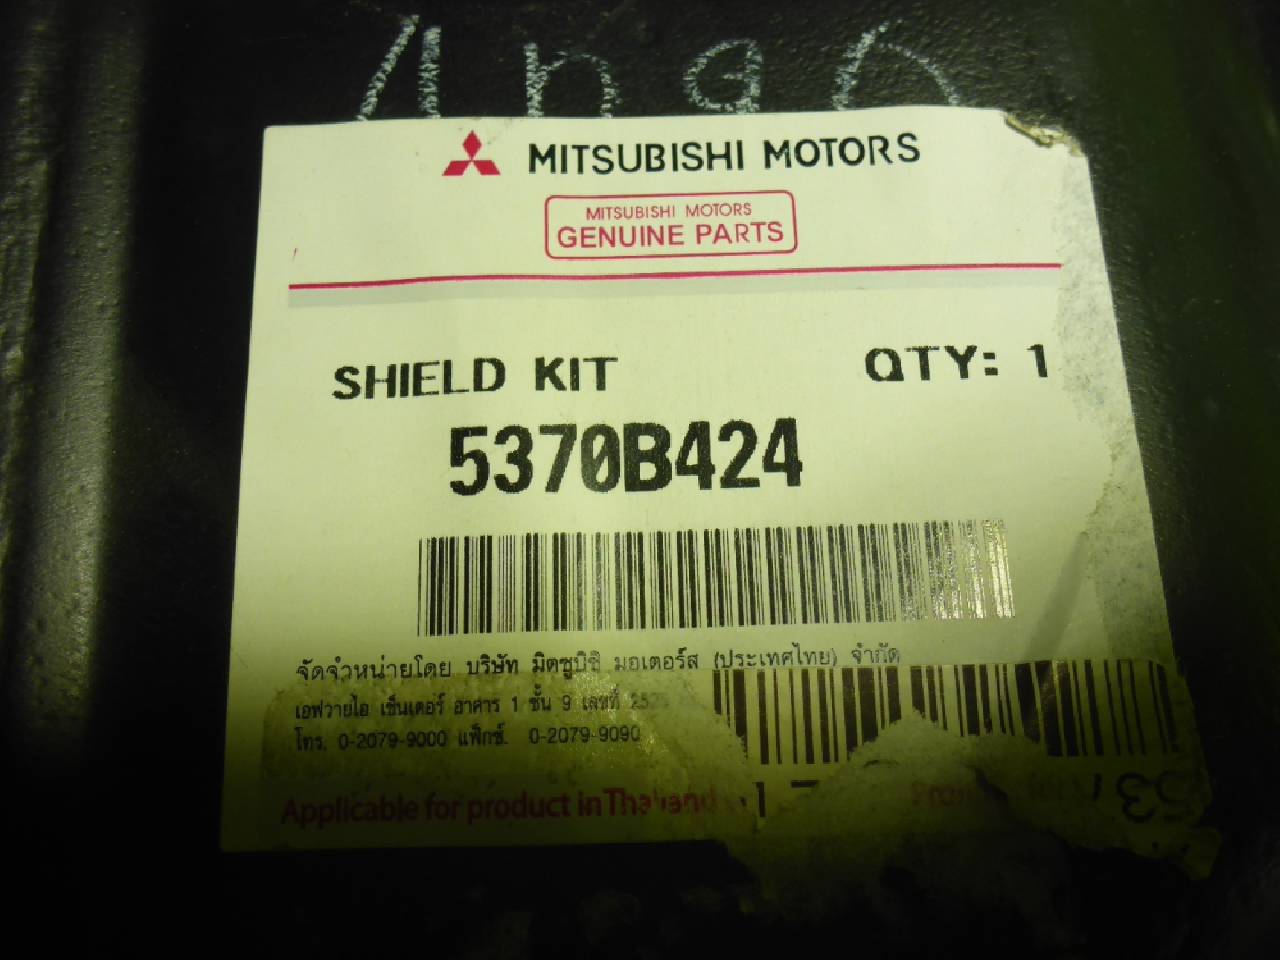 MITSUBISHI MOTORS
MITSUBISHI MOTORS
GENUINE PARTS
SHIELD KIT QTY: 1
5370B424
จัดจำหน่ายโดย บริษัท มิตซูบิชิ มอเตอร์ส (ประเทศไทย) จำกัด
เอฟวายไอ เซ็นเตอร์ อาคาร 1 ชั้น 9 เลขที่
โทร. 0-2079-9000 แฟ็กซ์. 0-2079-9090
Applicable for product in Thailand